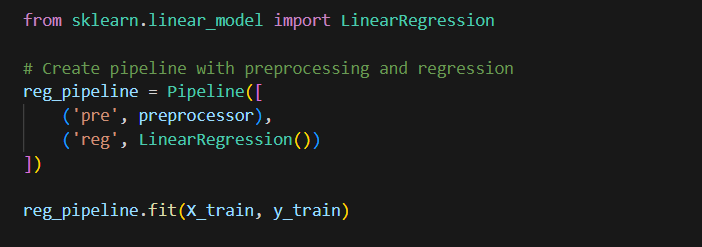 from sklearn.linear_model import LinearRegression
# Create pipeline with preprocessing and regression
reg_pipeline = Pipeline([
    ('pre', preprocessor),
    ('reg', LinearRegression())
])
reg_pipeline.fit(X_train, y_train)